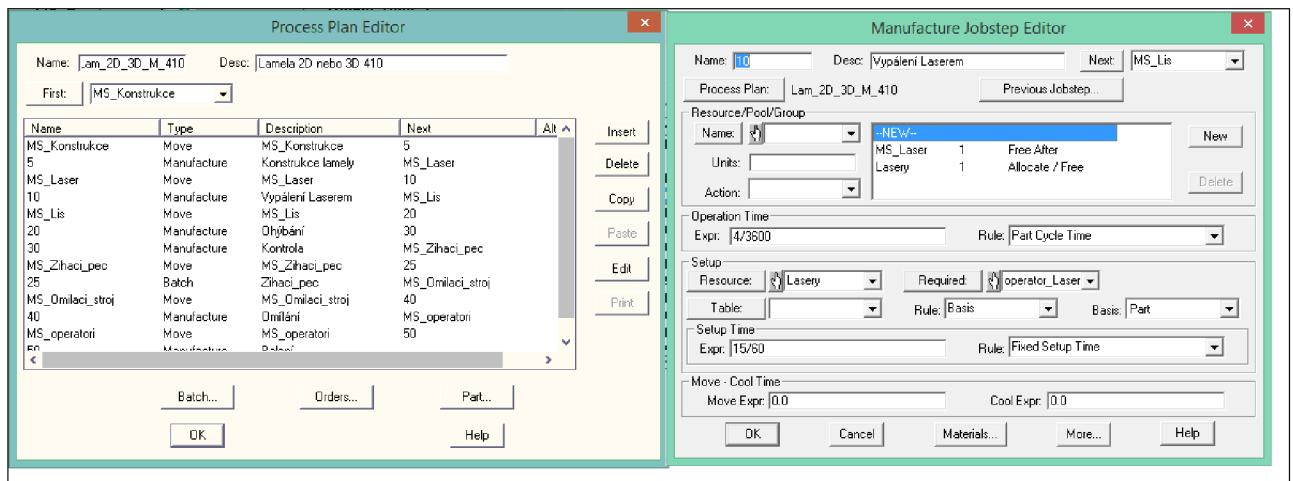 Process Plan Editor
Name: Lam_2D_3D_M_410 Desc: Lamela 2D nebo 3D 410
First: MS_Konstrukce
Name Type Description Next Alt
MS_Konstrukce Move MS_Konstrukce 5
5 Manufacture Konstrukce lamely MS_Laser
MS_Laser Move MS_Laser 10
10 Manufacture Vypálení Laserem MS_Lis
MS_Lis Move MS_Lis 20
20 Manufacture Ohýbání 30
30 Manufacture Kontrola MS_Zihaci_pec
MS_Zihaci_pec Move MS_Zihaci_pec 25
25 Batch Zihaci_pec MS_Omilaci_stroj
MS_Omilaci_stroj Move MS_Omilaci_stroj 40
40 Manufacture Omílání MS_operatori
MS_operatori Move MS_operatori 50
50 Manufacture Balení
Insert
Delete
Copy
Paste
Edit
Print
Batch... Orders... Part...
OK Help
Manufacture Jobstep Editor
Name: 10 Desc: Vypálení Laserem Next: MS_Lis
Process Plan: Lam_2D_3D_M_410 Previous Jobstep...
Resource/Pool/Group
Name:
Units:
Action:
--NEW--
MS_Laser 1 Free After
Lasery 1 Allocate / Free
New
Delete
Operation Time
Expr: 4/3600 Rule: Part Cycle Time
Setup
Resource: Lasery Required: operator_Laser
Table: Rule: Basis Basis: Part
Setup Time
Expr: 15/60 Rule: Fixed Setup Time
Move - Cool Time
Move Expr: 0.0 Cool Expr: 0.0
OK Cancel Materials... More... Help